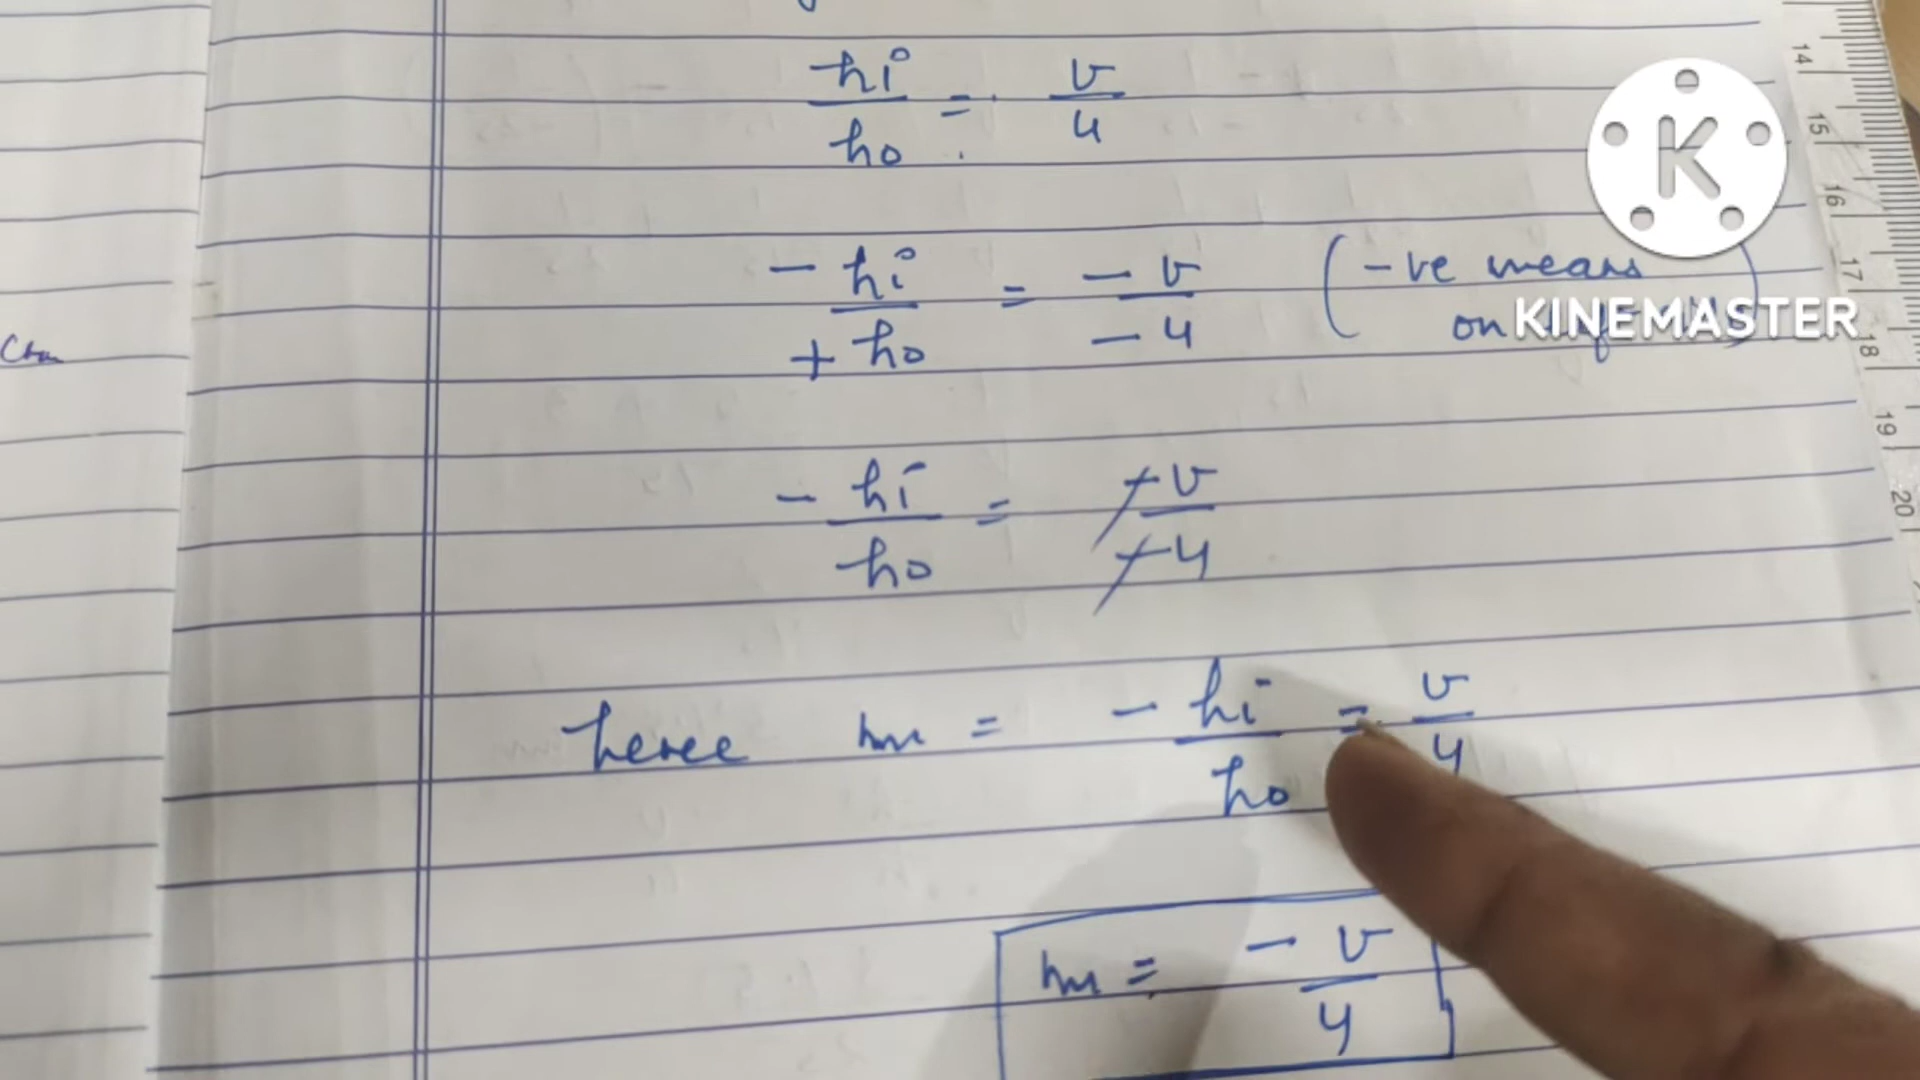 hi/ho = v/u
-hi/+ho = -v/-u (-ve means
on
-hi/ho = -v/-u
here m = -hi/ho = v/u
m = -v/u
Chan
K
KINEMASTER
14
15
16
17
18
19
20